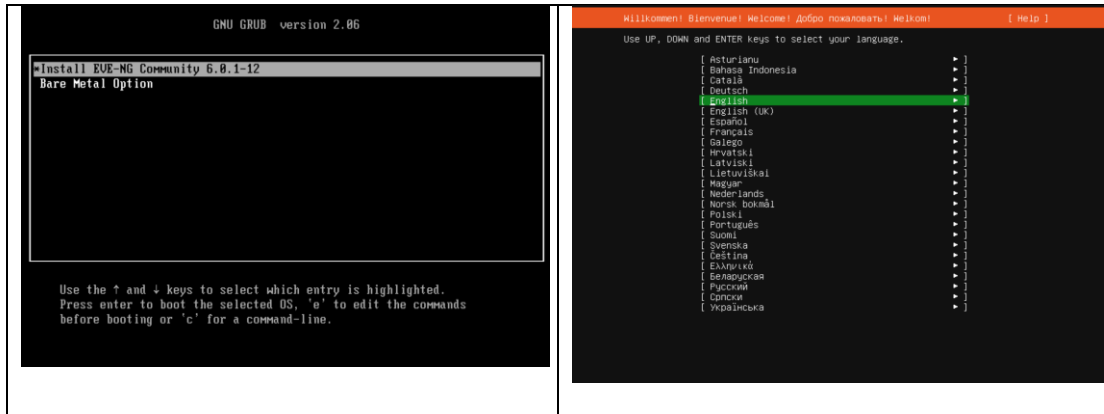 GNU GRUB version 2.06
*Install EVE-NG Community 6.0.1-12
Bare Metal Option
Use the ↑ and ↓ keys to select which entry is highlighted.
Press enter to boot the selected OS, 'e' to edit the commands
before booting or 'c' for a command-line.
Willkommen! Bienvenue! Welcome! Добро пожаловать! Welkom! [ Help ]
Use UP, DOWN and ENTER keys to select your language.
[ Asturianu ► ]
[ Bahasa Indonesia ► ]
[ Català ► ]
[ Deutsch ► ]
[ English ► ]
[ English (UK) ► ]
[ Español ► ]
[ Français ► ]
[ Galego ► ]
[ Hrvatski ► ]
[ Latviski ► ]
[ Lietuviškai ► ]
[ Magyar ► ]
[ Nederlands ► ]
[ Norsk bokmål ► ]
[ Polski ► ]
[ Português ► ]
[ Suomi ► ]
[ Svenska ► ]
[ Čeština ► ]
[ Ελληνικά ► ]
[ Беларуская ► ]
[ Русский ► ]
[ Српски ► ]
[ Українська ► ]